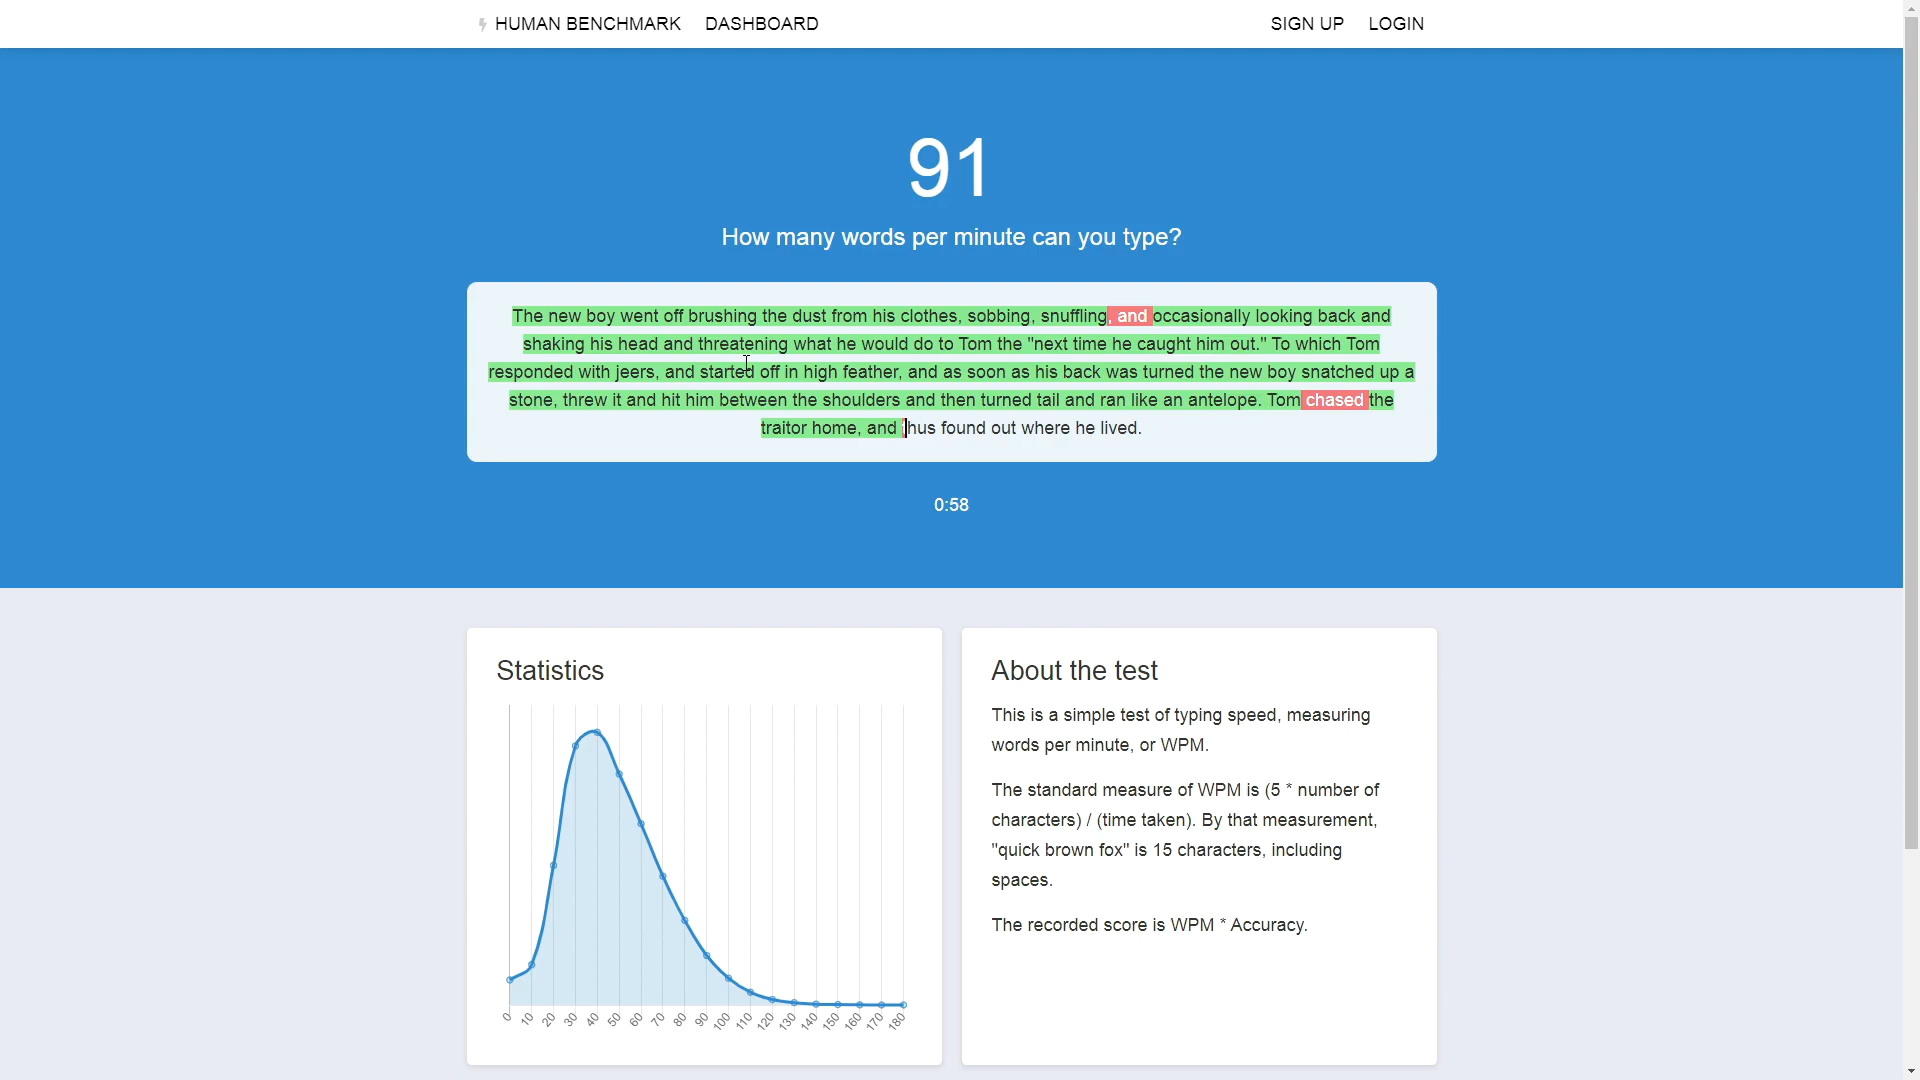 HUMAN BENCHMARK DASHBOARD SIGN UP LOGIN
91
How many words per minute can you type?
The new boy went off brushing the dust from his clothes, sobbing, snuffling, and occasionally looking back and
shaking his head and threatening what he would do to Tom the "next time he caught him out." To which Tom
responded with jeers, and started off in high feather, and as soon as his back was turned the new boy snatched up a
stone, threw it and hit him between the shoulders and then turned tail and ran like an antelope. Tom chased the
traitor home, and thus found out where he lived.
0:58
Statistics
0 10 20 30 40 50 60 70 80 90 100 110 120 130 140 150 160 170 180
About the test
This is a simple test of typing speed, measuring
words per minute, or WPM.
The standard measure of WPM is (5 * number of
characters) / (time taken). By that measurement,
"quick brown fox" is 15 characters, including
spaces.
The recorded score is WPM * Accuracy.